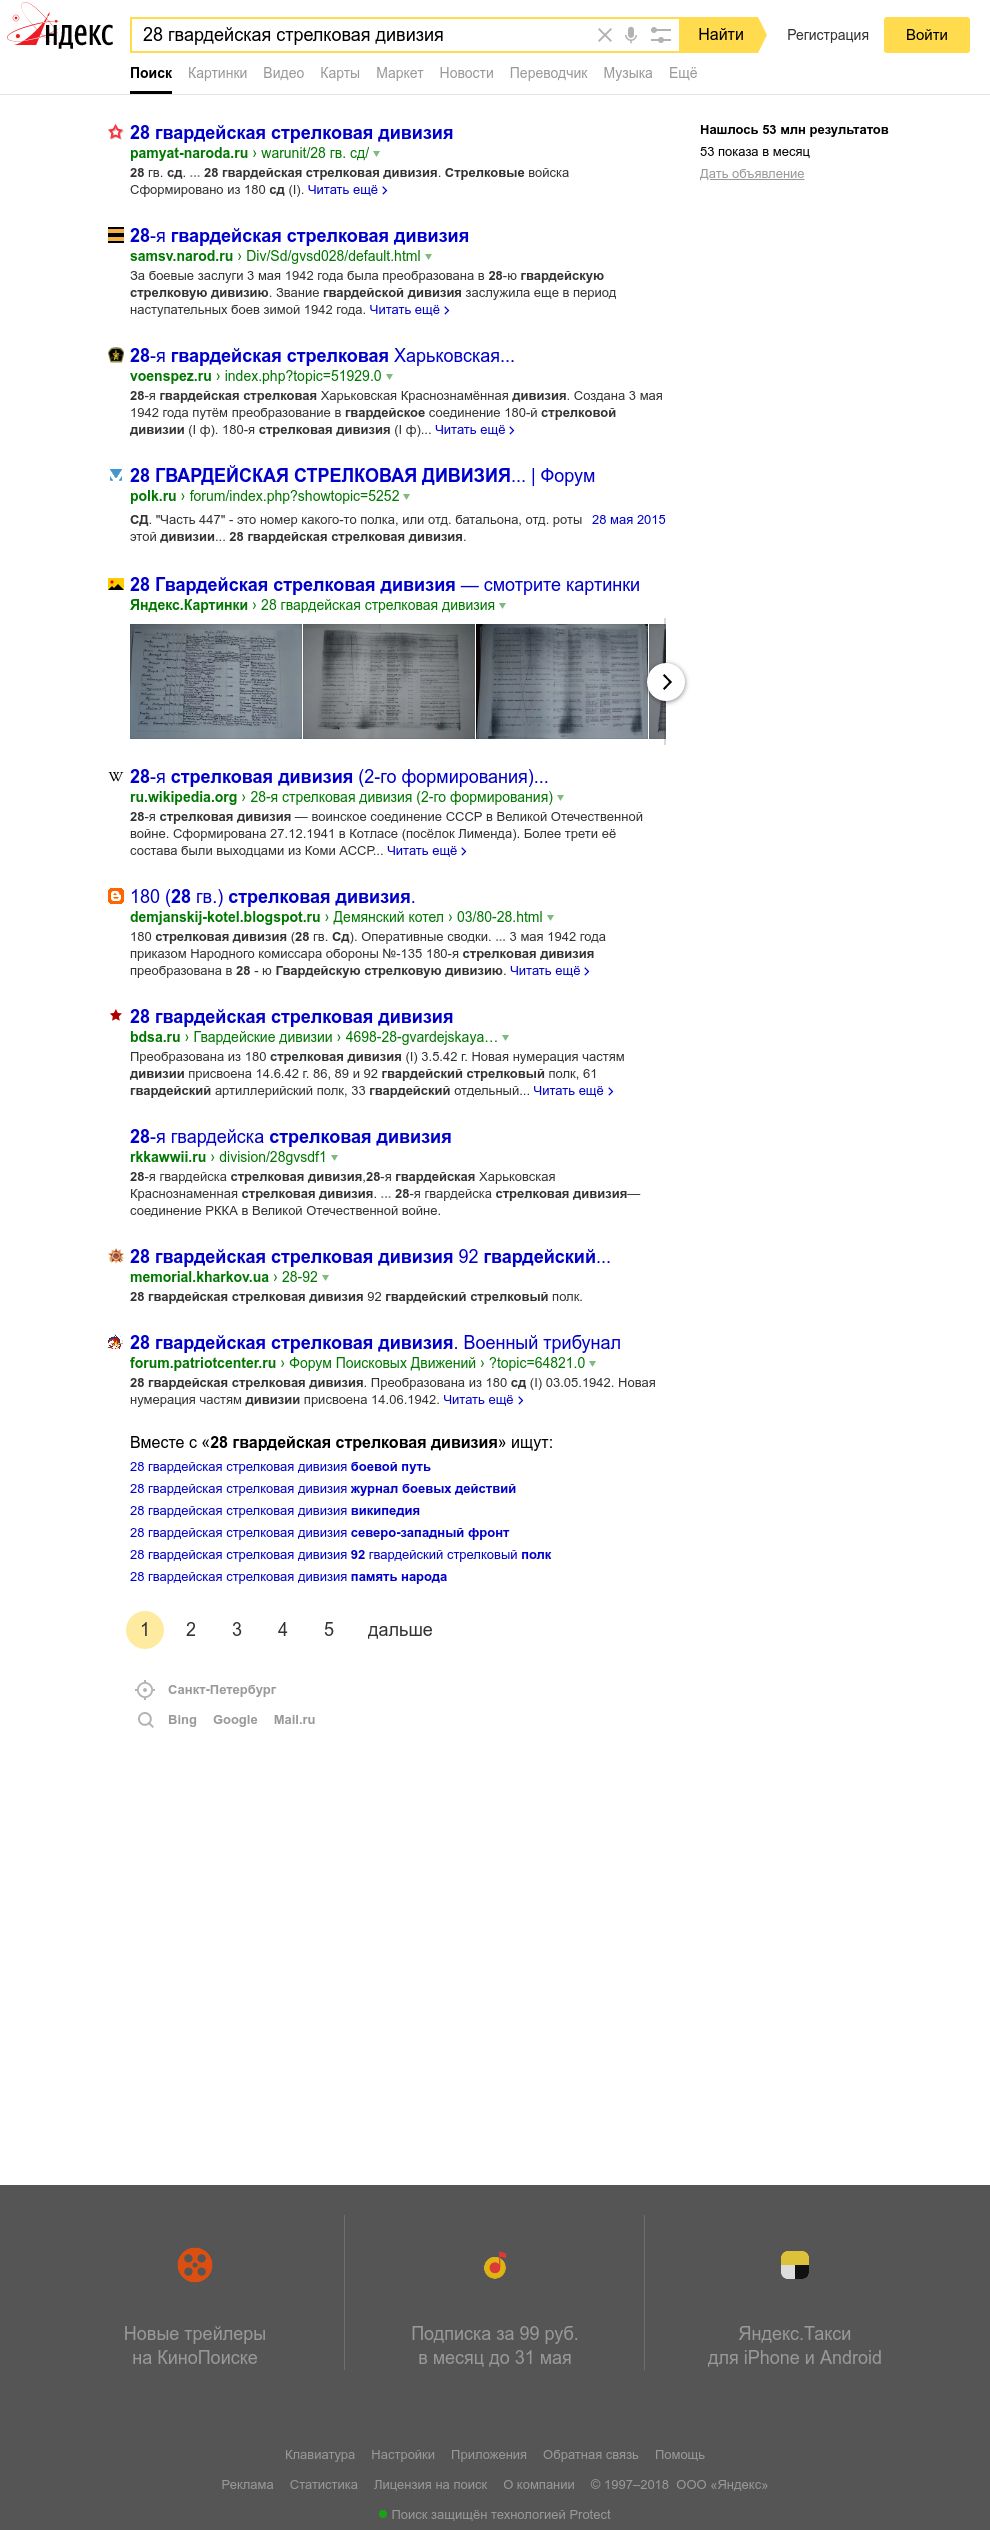 Яндекс
28 гвардейская стрелковая дивизия
Найти
Регистрация
Войти
Поиск Картинки Видео Карты Маркет Новости Переводчик Музыка Ещё
Нашлось 53 млн результатов
53 показа в месяц
Дать объявление
28 гвардейская стрелковая дивизия
pamyat-naroda.ru › warunit/28 гв. сд/
28 гв. сд. ... 28 гвардейская стрелковая дивизия. Стрелковые войска
Сформировано из 180 сд (I). Читать ещё ›
28-я гвардейская стрелковая дивизия
samsv.narod.ru › Div/Sd/gvsd028/default.html
За боевые заслуги 3 мая 1942 года была преобразована в 28-ю гвардейскую
стрелковую дивизию. Звание гвардейской дивизия заслужила еще в период
наступательных боев зимой 1942 года. Читать ещё ›
28-я гвардейская стрелковая Харьковская...
voenspez.ru › index.php?topic=51929.0
28-я гвардейская стрелковая Харьковская Краснознамённая дивизия. Создана 3 мая
1942 года путём преобразование в гвардейское соединение 180-й стрелковой
дивизии (I ф). 180-я стрелковая дивизия (I ф)... Читать ещё ›
28 ГВАРДЕЙСКАЯ СТРЕЛКОВАЯ ДИВИЗИЯ... | Форум
polk.ru › forum/index.php?showtopic=5252
СД. "Часть 447" - это номер какого-то полка, или отд. батальона, отд. роты 28 мая 2015
этой дивизии... 28 гвардейская стрелковая дивизия.
28 Гвардейская стрелковая дивизия — смотрите картинки
Яндекс.Картинки › 28 гвардейская стрелковая дивизия
28-я стрелковая дивизия (2-го формирования)...
ru.wikipedia.org › 28-я стрелковая дивизия (2-го формирования)
28-я стрелковая дивизия — воинское соединение СССР в Великой Отечественной
войне. Сформирована 27.12.1941 в Котласе (посёлок Лименда). Более трети её
состава были выходцами из Коми АССР... Читать ещё ›
180 (28 гв.) стрелковая дивизия.
demjanskij-kotel.blogspot.ru › Демянский котел › 03/80-28.html
180 стрелковая дивизия (28 гв. Сд). Оперативные сводки. ... 3 мая 1942 года
приказом Народного комиссара обороны №-135 180-я стрелковая дивизия
преобразована в 28 - ю Гвардейскую стрелковую дивизию. Читать ещё ›
28 гвардейская стрелковая дивизия
bdsa.ru › Гвардейские дивизии › 4698-28-gvardejskaya…
Преобразована из 180 стрелковая дивизия (I) 3.5.42 г. Новая нумерация частям
дивизии присвоена 14.6.42 г. 86, 89 и 92 гвардейский стрелковый полк, 61
гвардейский артиллерийский полк, 33 гвардейский отдельный... Читать ещё ›
28-я гвардейска стрелковая дивизия
rkkawwii.ru › division/28gvsdf1
28-я гвардейска стрелковая дивизия,28-я гвардейская Харьковская
Краснознаменная стрелковая дивизия. ... 28-я гвардейска стрелковая дивизия—
соединение РККА в Великой Отечественной войне.
28 гвардейская стрелковая дивизия 92 гвардейский...
memorial.kharkov.ua › 28-92
28 гвардейская стрелковая дивизия 92 гвардейский стрелковый полк.
28 гвардейская стрелковая дивизия. Военный трибунал
forum.patriotcenter.ru › Форум Поисковых Движений › ?topic=64821.0
28 гвардейская стрелковая дивизия. Преобразована из 180 сд (I) 03.05.1942. Новая
нумерация частям дивизии присвоена 14.06.1942. Читать ещё ›
Вместе с «28 гвардейская стрелковая дивизия» ищут:
28 гвардейская стрелковая дивизия боевой путь
28 гвардейская стрелковая дивизия журнал боевых действий
28 гвардейская стрелковая дивизия википедия
28 гвардейская стрелковая дивизия северо-западный фронт
28 гвардейская стрелковая дивизия 92 гвардейский стрелковый полк
28 гвардейская стрелковая дивизия память народа
1 2 3 4 5 дальше
Санкт-Петербург
Bing Google Mail.ru
Новые трейлеры
на КиноПоиске
Подписка за 99 руб.
в месяц до 31 мая
Яндекс.Такси
для iPhone и Android
Клавиатура Настройки Приложения Обратная связь Помощь
Реклама Статистика Лицензия на поиск О компании © 1997–2018 ООО «Яндекс»
Поиск защищён технологией Protect